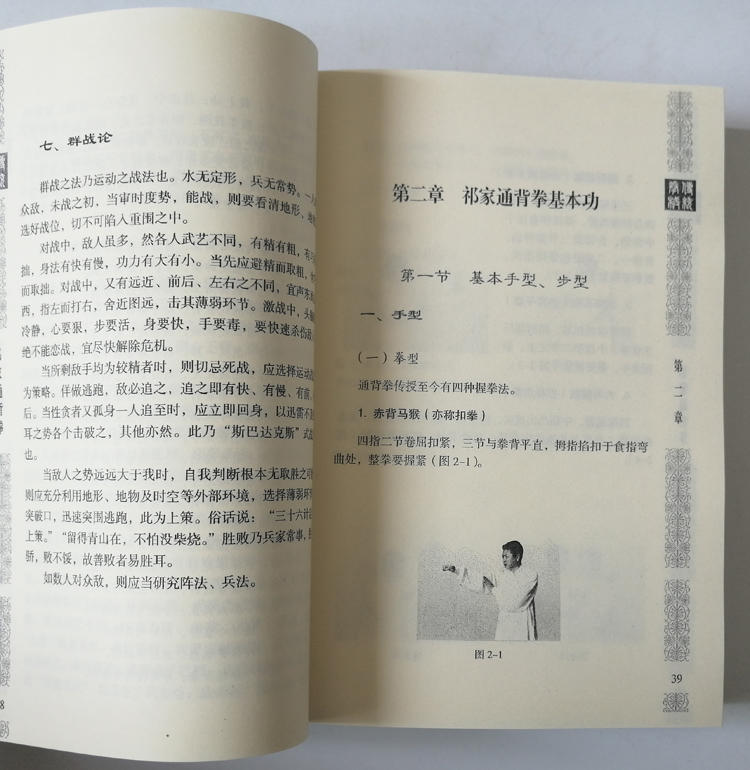 七、群战论
群战之法乃运动之战法也。水无定形，兵无常势。一人
众敌，未战之初，当审时度势，能战，则要看清地形、地
选好战位，切不可陷入重围之中。
对战中，敌人虽多，然各人武艺不同，有精有粗，有
拙，身法有快有慢，功力有大有小。当先应避精而取粗，
而取拙。对战中，又有远近、前后、左右之不同，宜声东
西，指左而打右，舍近图远，击其薄弱环节。激战中，头
冷静，心要狠，步要活，身要快，手要毒，要快速杀伤敌
绝不能恋战，宜尽快解除危机。
当所剩敌手均为较精者时，则切忌死战，应选择运动战
为策略。佯做逃跑，敌必追之，追之即有快、有慢、有前、
后。当性贪者又孤身一人追至时，应立即回身，以迅雷不
耳之势各个击破之，其他亦然。此乃“斯巴达克斯”式
也。
当敌人之势远远大于我时，自我判断根本无取胜之可
则应充分利用地形、地物及时空等外部环境，选择薄弱环
突破口，迅速突围逃跑，此为上策。俗话说：“三十六计
上策。”“留得青山在，不怕没柴烧。”胜败乃兵家常事，
骄，败不馁，故善败者易胜耳。
如数人对众敌，则应当研究阵法、兵法。
8
第二章 祁家通背拳基本功
第一节 基本手型、步型
一、手型
（一）拳型
通背拳传授至今有四种握拳法。
1. 赤背马猴（亦称扣拳）
四指二节卷屈扣紧，三节与拳背平直，拇指掐扣于食指弯
曲处，整拳要握紧（图 2-1）。
图 2-1
第二章
39